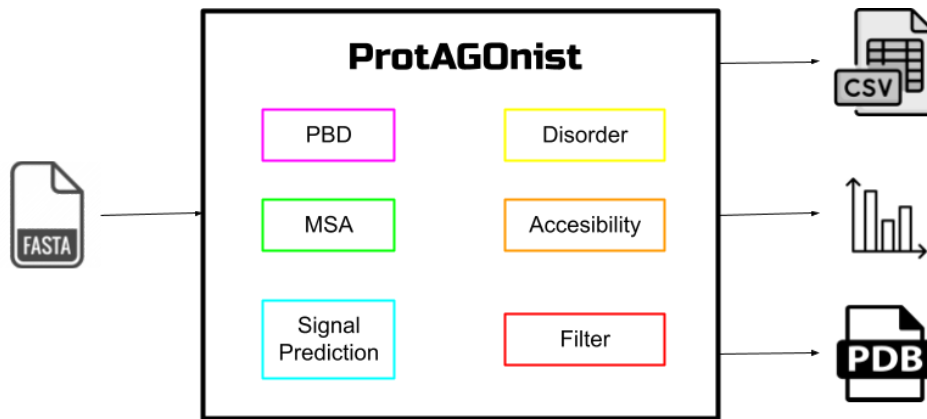 ProtAGOnist
PBD
Disorder
MSA
Accesibility
Signal
Prediction
Filter
FASTA
CSV
PDB